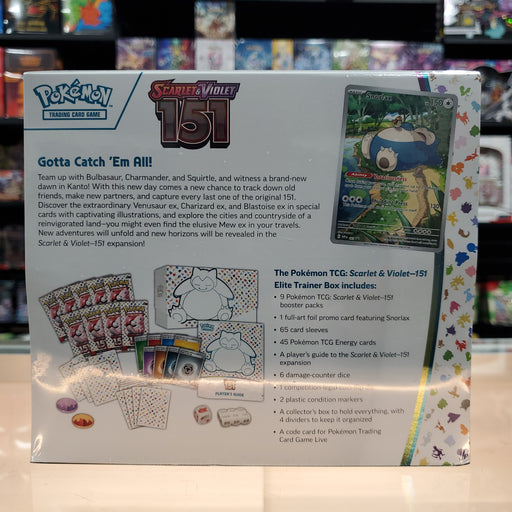 Pokémon
TRADING CARD GAME
SCARLET & VIOLET
151
Snorlax
Gotta Catch 'Em All!
Team up with Bulbasaur, Charmander, and Squirtle, and witness a brand-new
dawn in Kanto! With this new day comes a new chance to track down old
friends, make new partners, and capture every last one of the original 151.
Discover the extraordinary Venusaur ex, Charizard ex, and Blastoise ex in special
cards with captivating illustrations, and explore the cities and countryside of a
reinvigorated land—you might even find the elusive Mew ex in your travels.
New adventures will unfold and new horizons will be revealed in the
Scarlet & Violet—151 expansion!
The Pokémon TCG: Scarlet & Violet—151
Elite Trainer Box includes:
• 9 Pokémon TCG: Scarlet & Violet—151
booster packs
• 1 full-art foil promo card featuring Snorlax
• 65 card sleeves
• 45 Pokémon TCG Energy cards
• A player's guide to the Scarlet & Violet—151
expansion
• 6 damage-counter dice
• 1 competition-legal
• 2 plastic condition markers
• A collector's box to hold everything, with
4 dividers to keep it organized
• A code card for Pokémon Trading
Card Game Live
PLAYER'S GUIDE